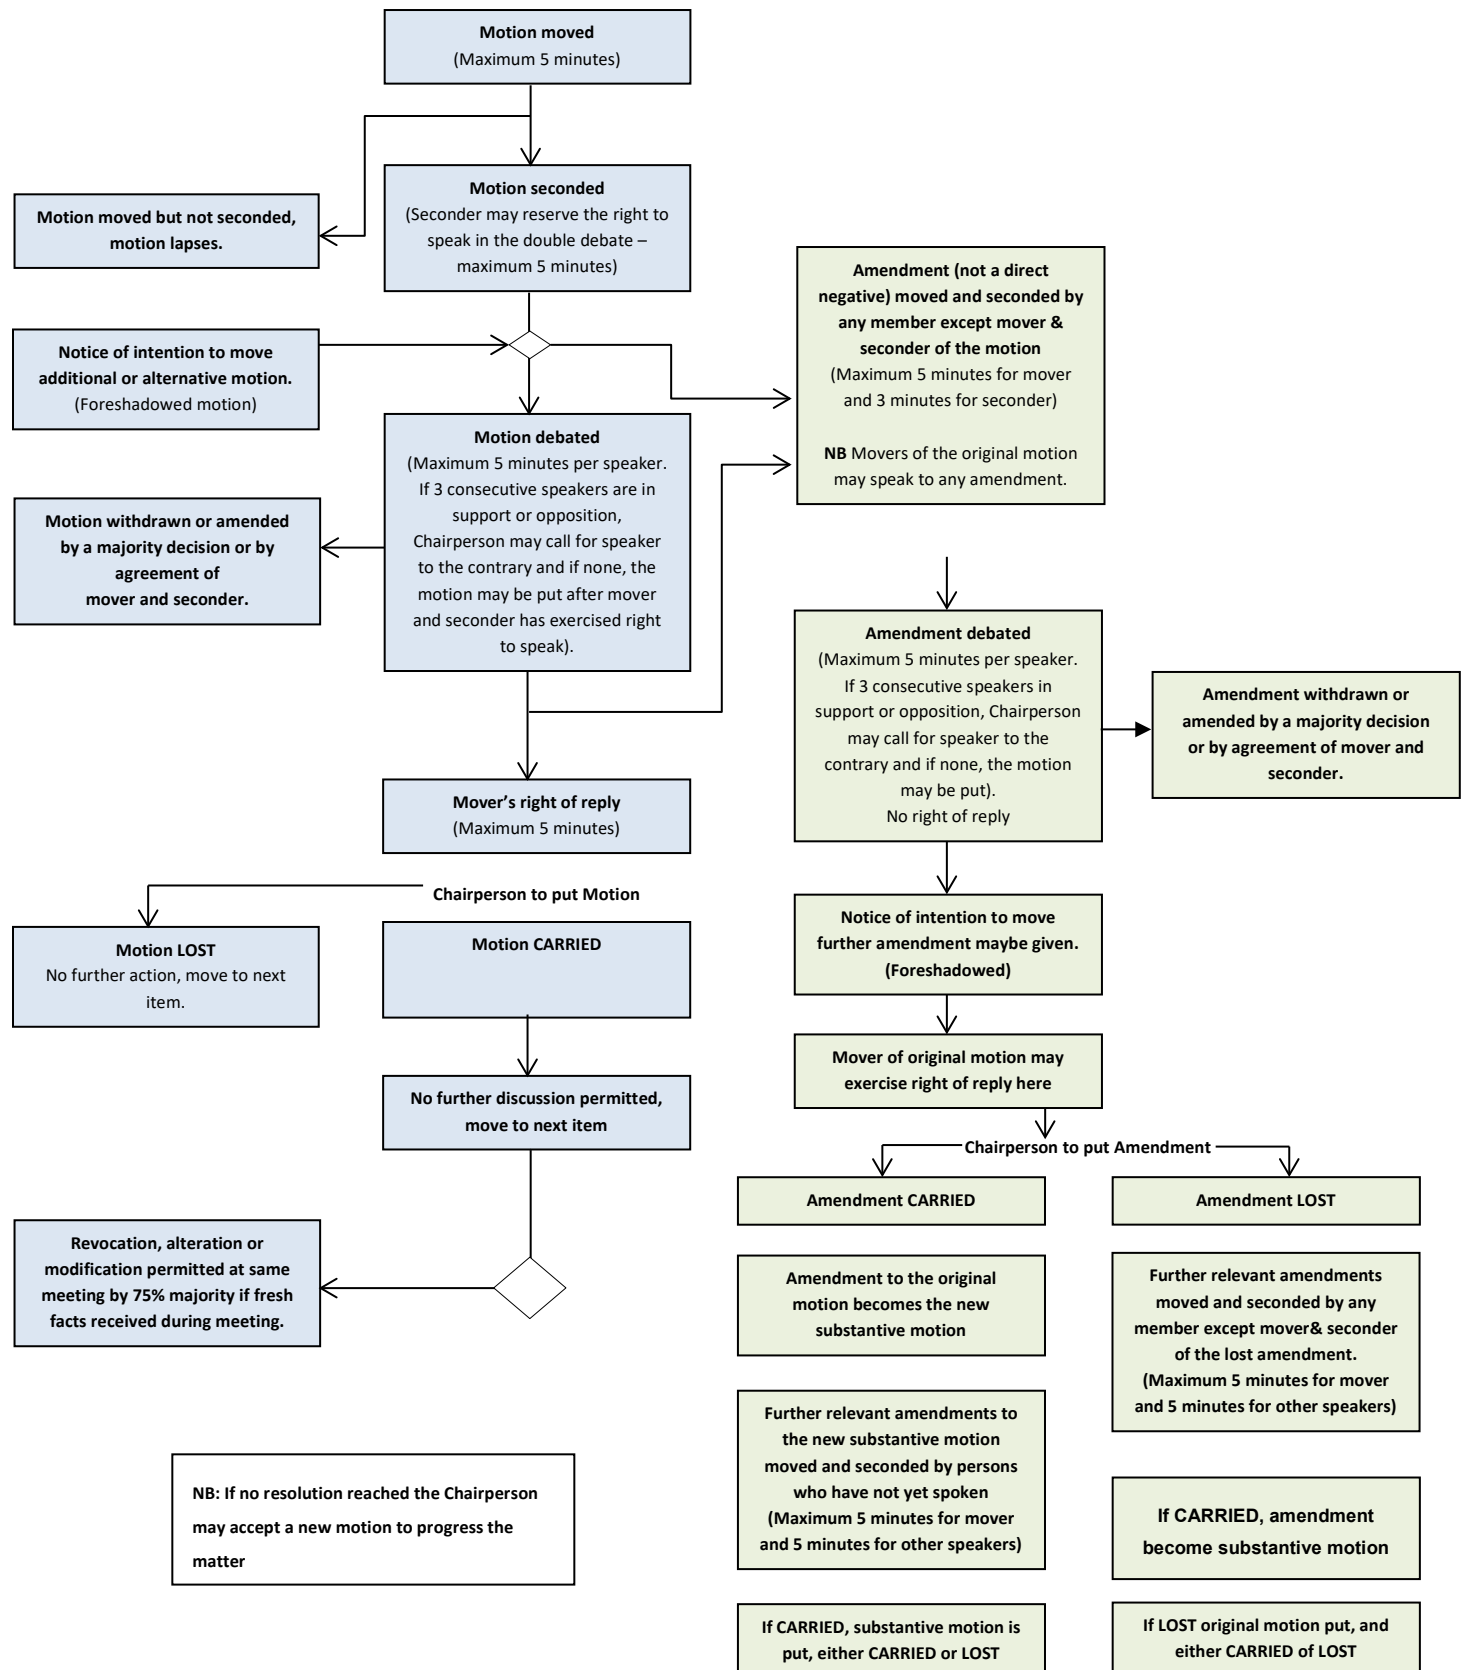 Motion moved
(Maximum 5 minutes)
Motion seconded
(Seconder may reserve the right to
speak in the double debate –
maximum 5 minutes)
Motion moved but not seconded,
motion lapses.
Notice of intention to move
additional or alternative motion.
(Foreshadowed motion)
Motion debated
(Maximum 5 minutes per speaker.
If 3 consecutive speakers are in
support or opposition,
Chairperson may call for speaker
to the contrary and if none, the
motion may be put after mover
and seconder has exercised right
to speak).
Motion withdrawn or amended
by a majority decision or by
agreement of
mover and seconder.
Mover’s right of reply
(Maximum 5 minutes)
Chairperson to put Motion
Motion LOST
No further action, move to next
item.
Motion CARRIED
No further discussion permitted,
move to next item
Revocation, alteration or
modification permitted at same
meeting by 75% majority if fresh
facts received during meeting.
NB: If no resolution reached the Chairperson
may accept a new motion to progress the
matter
Amendment (not a direct
negative) moved and seconded by
any member except mover &
seconder of the motion
(Maximum 5 minutes for mover
and 3 minutes for seconder)
NB Movers of the original motion
may speak to any amendment.
Amendment debated
(Maximum 5 minutes per speaker.
If 3 consecutive speakers in
support or opposition, Chairperson
may call for speaker to the
contrary and if none, the motion
may be put).
No right of reply
Amendment withdrawn or
amended by a majority decision
or by agreement of mover and
seconder.
Notice of intention to move
further amendment maybe given.
(Foreshadowed)
Mover of original motion may
exercise right of reply here
Chairperson to put Amendment
Amendment CARRIED
Amendment to the original
motion becomes the new
substantive motion
Further relevant amendments to
the new substantive motion
moved and seconded by persons
who have not yet spoken
(Maximum 5 minutes for mover
and 5 minutes for other speakers)
If CARRIED, substantive motion is
put, either CARRIED or LOST
Amendment LOST
Further relevant amendments
moved and seconded by any
member except mover& seconder
of the lost amendment.
(Maximum 5 minutes for mover
and 5 minutes for other speakers)
If CARRIED, amendment
become substantive motion
If LOST original motion put, and
either CARRIED of LOST